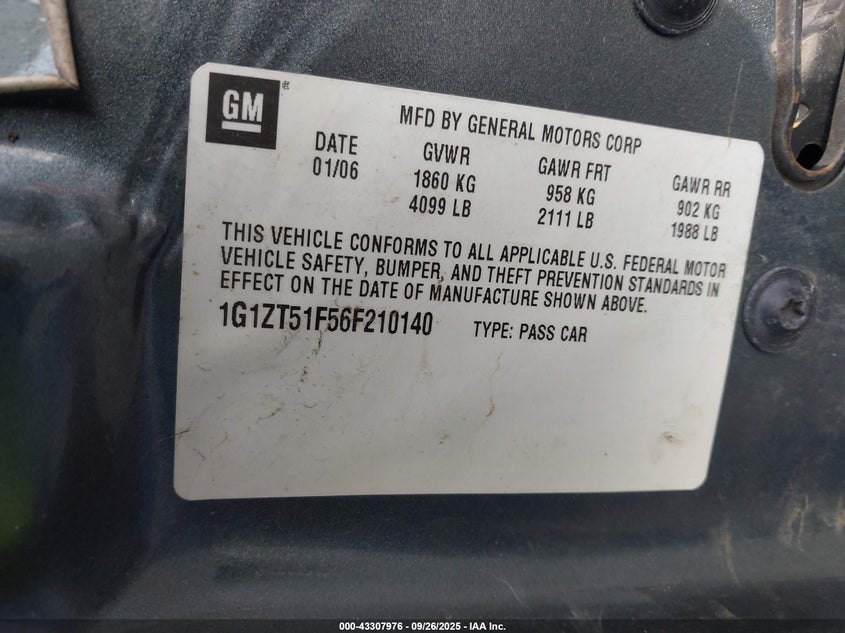 GM ®
MFD BY GENERAL MOTORS CORP
DATE GVWR GAWR FRT GAWR RR
01/06 1860 KG 958 KG 902 KG
4099 LB 2111 LB 1988 LB
THIS VEHICLE CONFORMS TO ALL APPLICABLE U.S. FEDERAL MOTOR
VEHICLE SAFETY, BUMPER, AND THEFT PREVENTION STANDARDS IN
EFFECT ON THE DATE OF MANUFACTURE SHOWN ABOVE.
1G1ZT51F56F210140 TYPE: PASS CAR
000-43307976 - 09/26/2025 - IAA Inc.